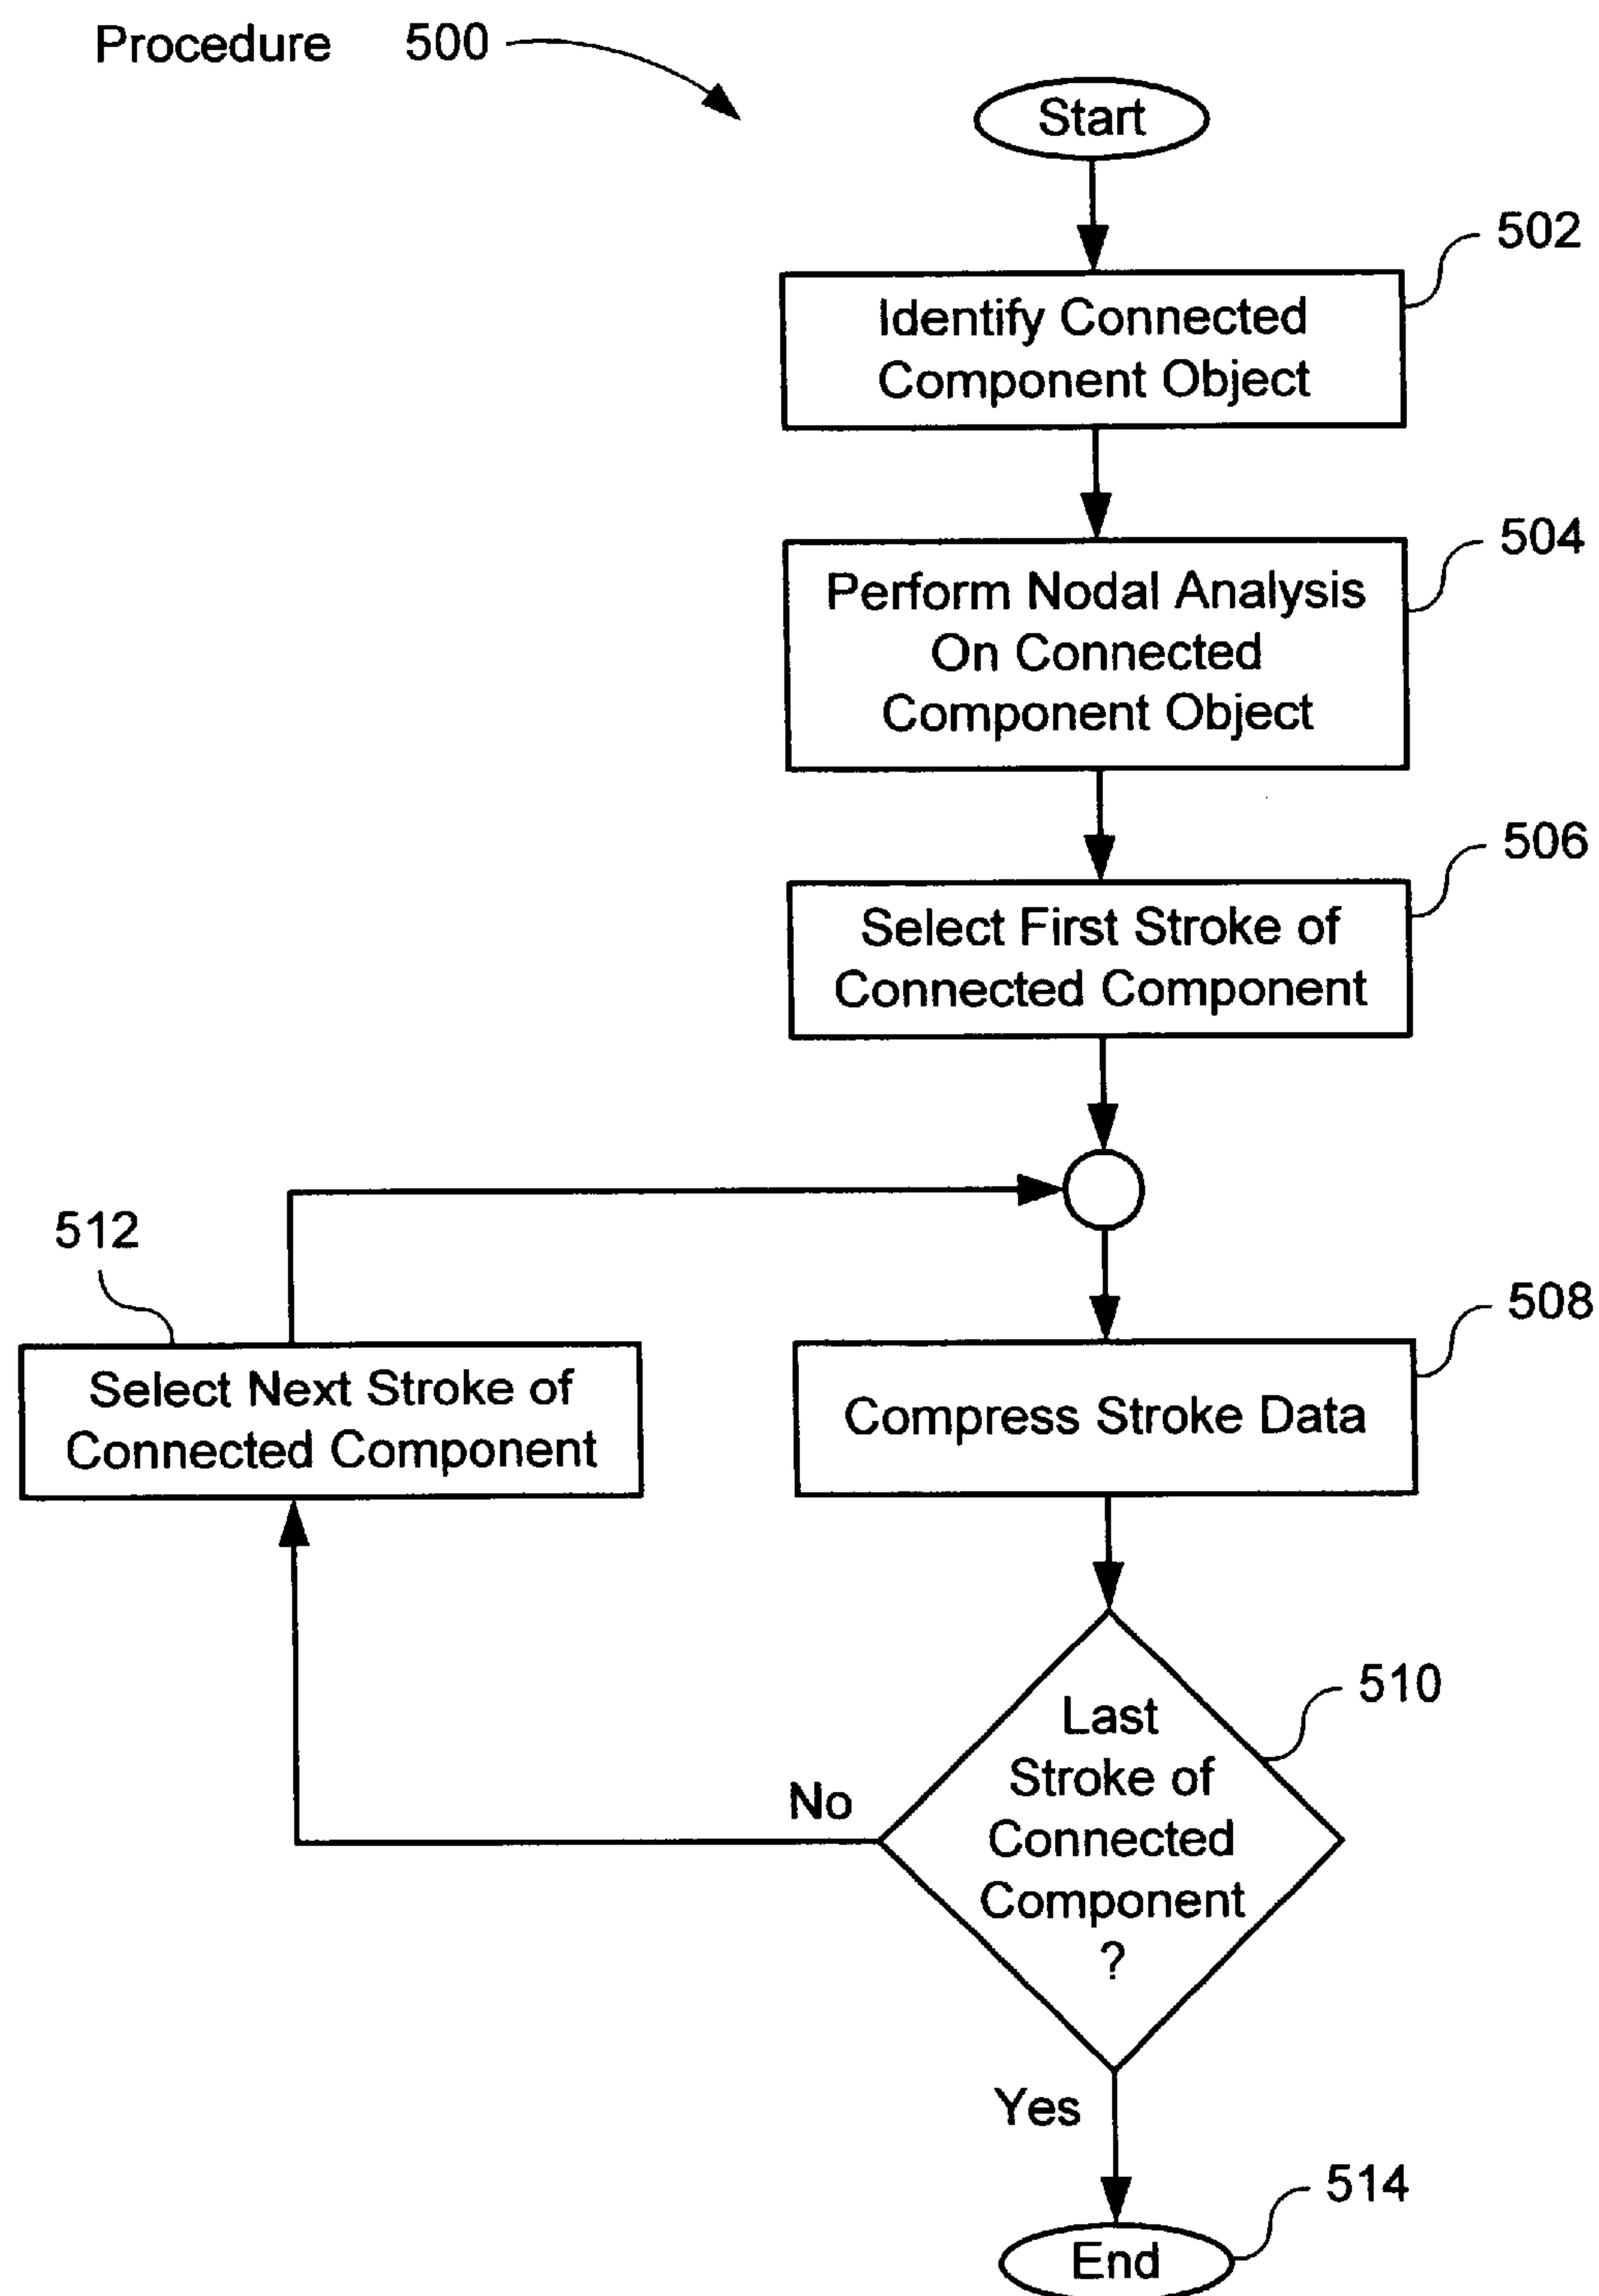 Procedure 500
Start
502
Identify Connected
Component Object
504
Perform Nodal Analysis
On Connected
Component Object
506
Select First Stroke of
Connected Component
512
Select Next Stroke of
Connected Component
508
Compress Stroke Data
510
Last
Stroke of
Connected
Component
?
No
Yes
514
End